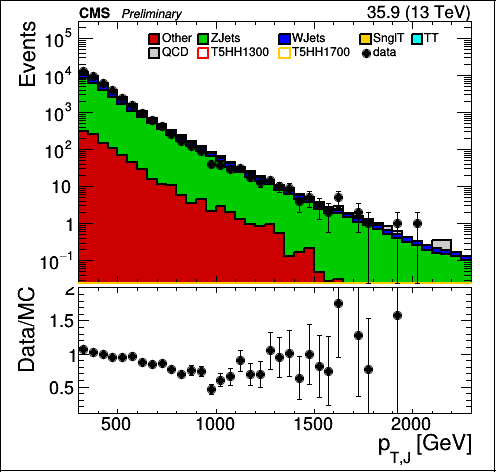 CMS Preliminary 35.9 (13 TeV)
Other ZJets WJets SnglT TT
QCD T5HH1300 T5HH1700 data
Events
10^5
10^4
10^3
10^2
10
1
10^−1
Data/MC
2
1.5
1
0.5
500 1000 1500 2000
p_T,J [GeV]